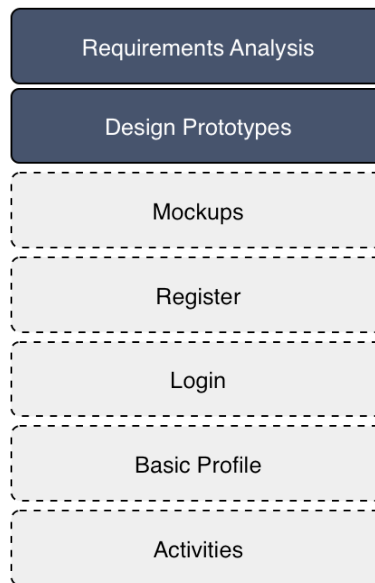 Requirements Analysis
Design Prototypes
Mockups
Register
Login
Basic Profile
Activities